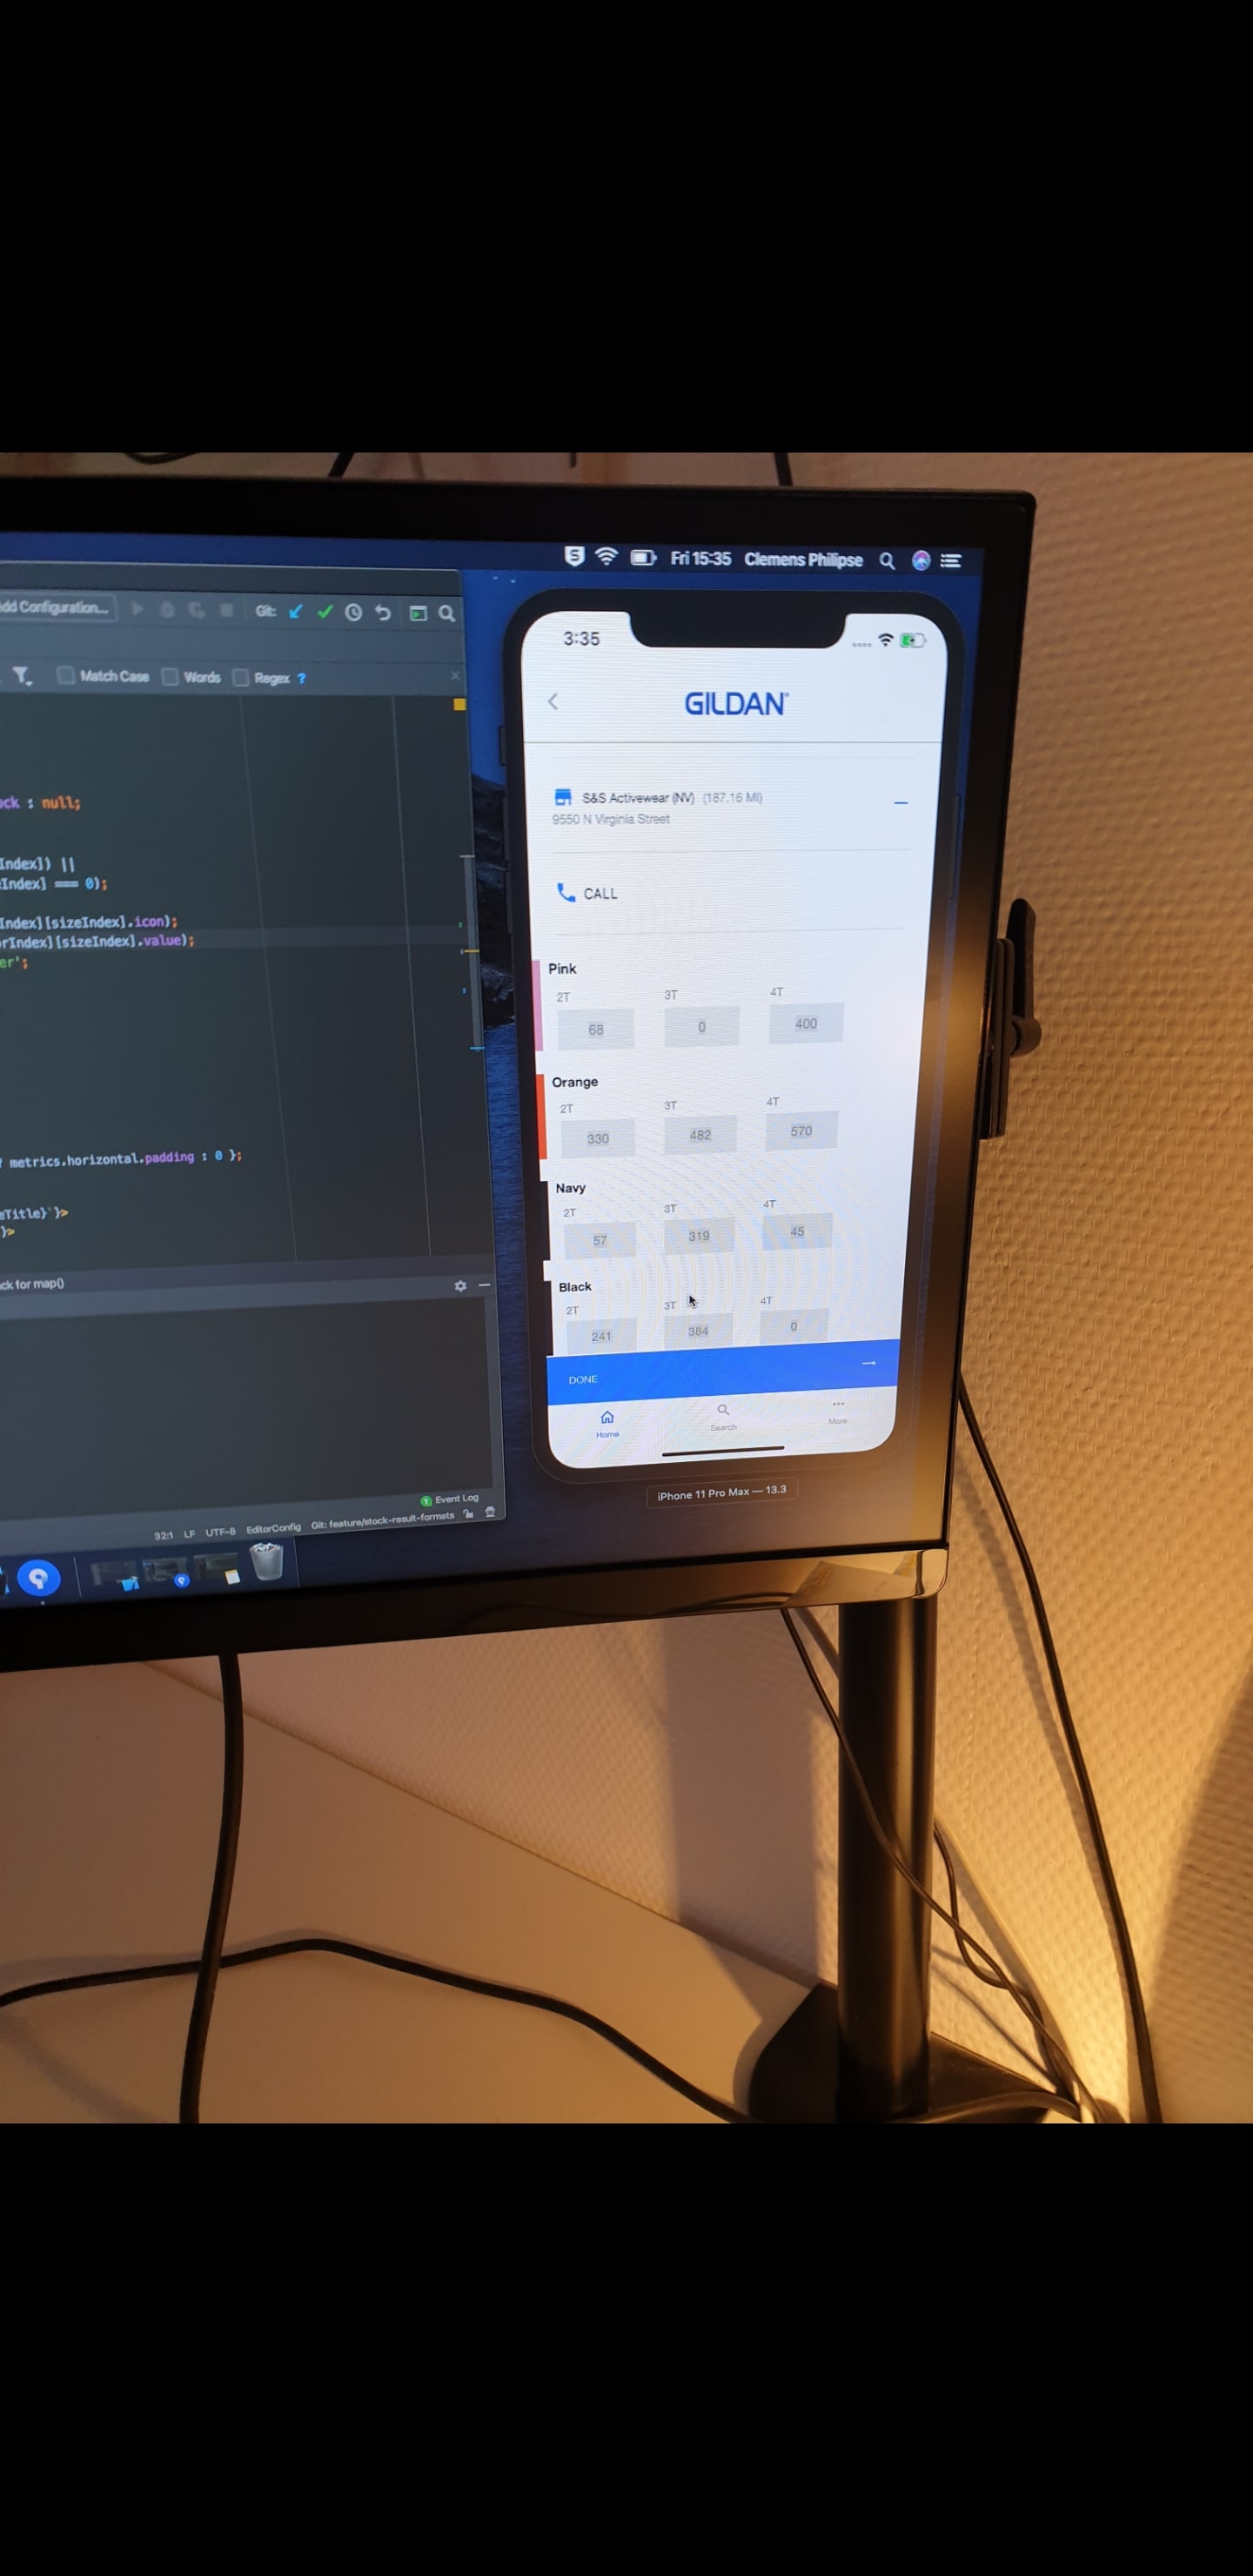 Fri 15:35 Clemens Philipse
Add Configuration...
Git:
Match Case Words Regex ?
ock : null;
Index]) ||
eIndex] === 0);
Index][sizeIndex].icon);
rIndex][sizeIndex].value);
er';
? metrics.horizontal.padding : 0 };
eTitle}`}>
}>
ck for map()
Event Log
32:1 LF UTF-8 EditorConfig Git: feature/stock-result-formats
3:35
GILDAN®
S&S Activewear (NV) (187.16 MI)
9550 N Virginia Street
CALL
Pink
2T 3T 4T
68 0 400
Orange
2T 3T 4T
330 482 570
Navy
2T 3T 4T
57 319 45
Black
2T 3T 4T
241 384 0
DONE
Home Search More
iPhone 11 Pro Max — 13.3